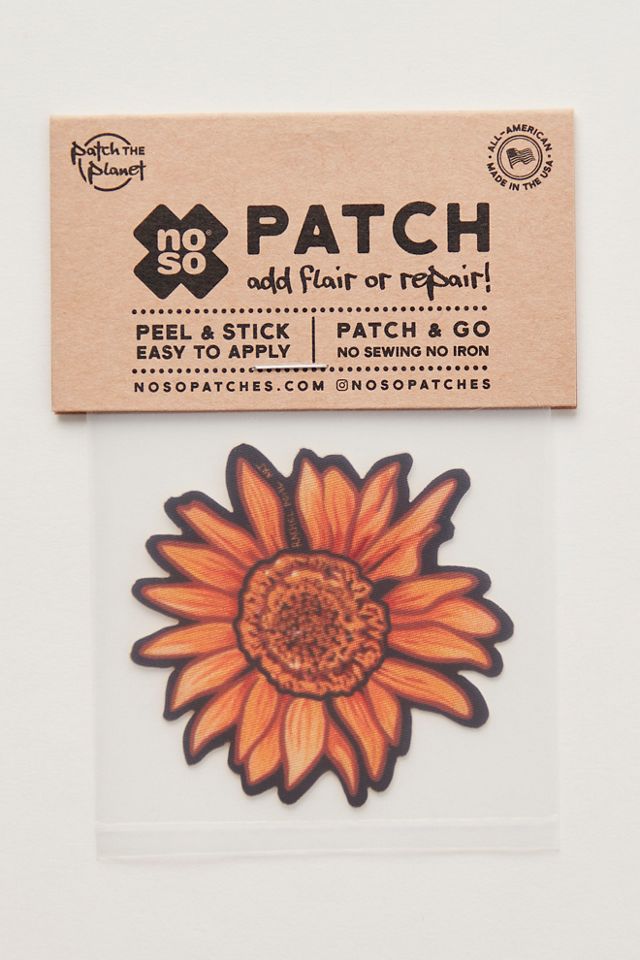 patch THE
planet
ALL-AMERICAN
MADE IN THE USA
no
so®
PATCH
add flair or repair!
PEEL & STICK
EASY TO APPLY
PATCH & GO
NO SEWING NO IRON
NOSOPATCHES.COM
NOSOPATCHES
ART